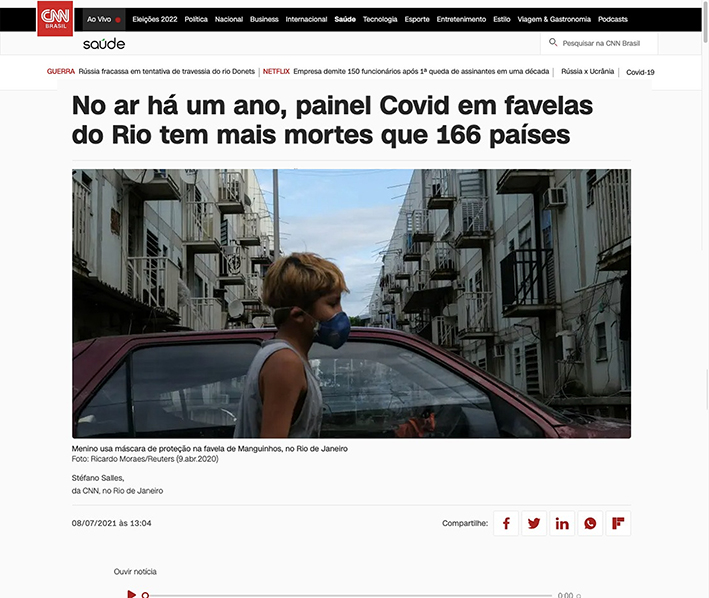 CNN
BRASIL
Ao Vivo Eleições 2022 Política Nacional Business Internacional Saúde Tecnologia Esporte Entretenimento Estilo Viagem & Gastronomia Podcasts
saúde
Pesquisar na CNN Brasil
GUERRA Rússia fracassa em tentativa de travessia do rio Donets | NETFLIX Empresa demite 150 funcionários após 1ª queda de assinantes em uma década | Rússia x Ucrânia | Covid-19
No ar há um ano, painel Covid em favelas
do Rio tem mais mortes que 166 países
Menino usa máscara de proteção na favela de Manguinhos, no Rio de Janeiro
Foto: Ricardo Moraes/Reuters (9.abr.2020)
Stéfano Salles,
da CNN, no Rio de Janeiro
08/07/2021 às 13:04
Compartilhe:
Ouvir notícia
0:00